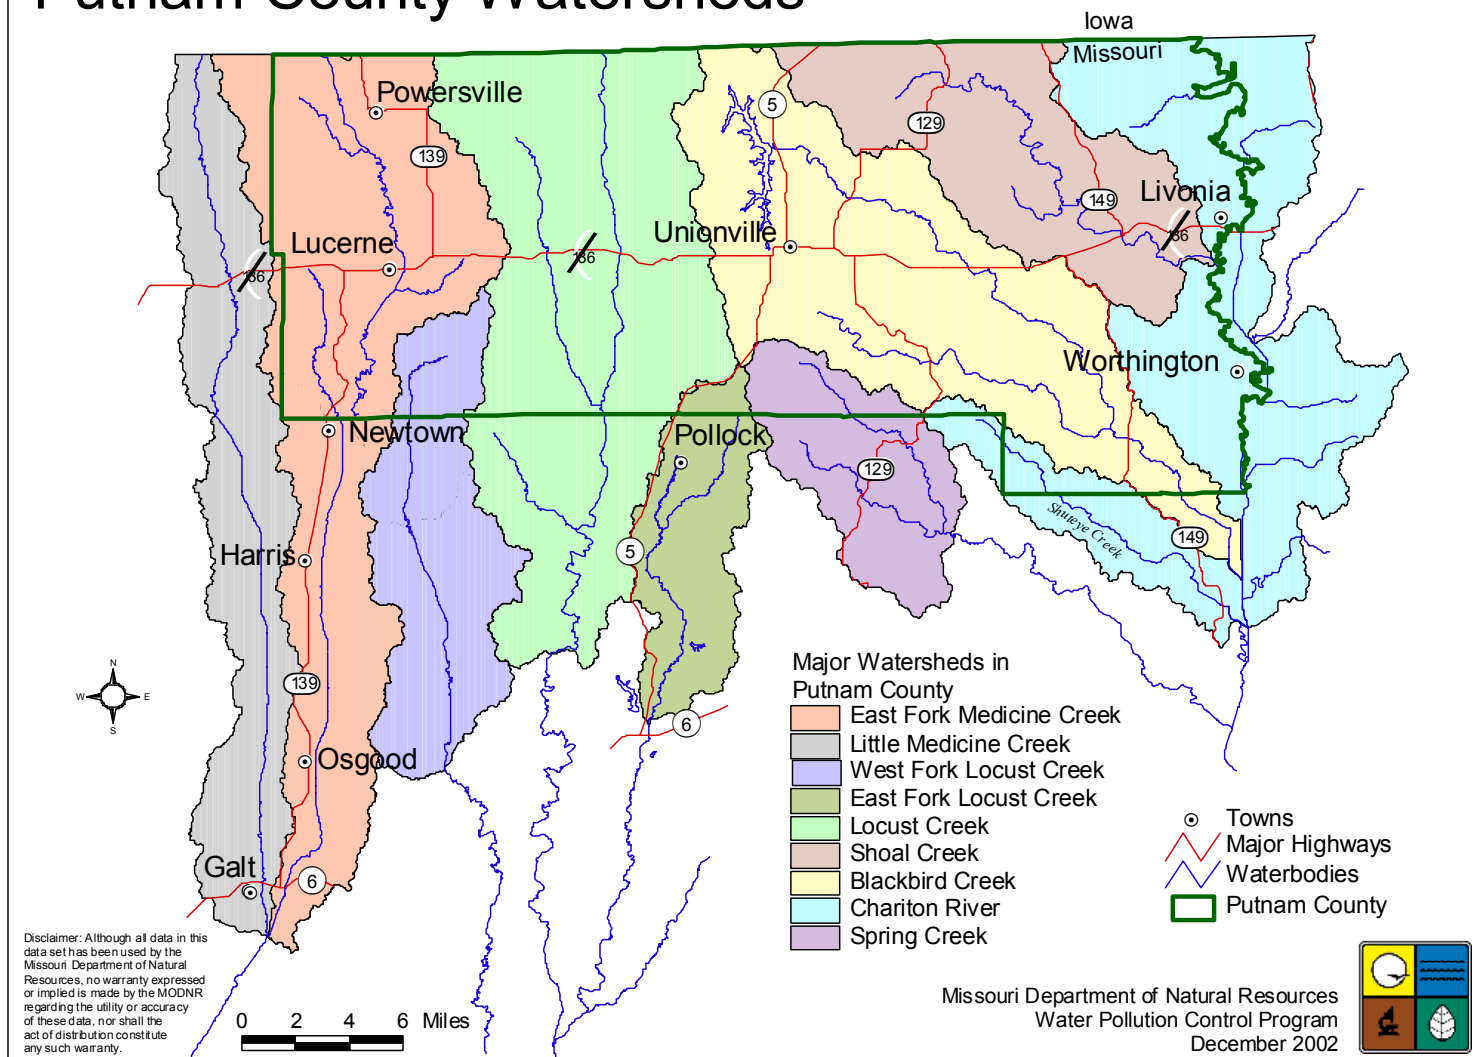 Putnam County Watersheds
Iowa
Missouri
Powersville
5
129
139
149
Livonia
136
Unionville
Lucerne
136
136
Worthington
Newtown
Pollock
129
Shuteye Creek
149
5
Harris
N
W E
S
139
6
Osgood
Galt
6
Major Watersheds in
Putnam County
East Fork Medicine Creek
Little Medicine Creek
West Fork Locust Creek
East Fork Locust Creek
Locust Creek
Shoal Creek
Blackbird Creek
Chariton River
Spring Creek
Towns
Major Highways
Waterbodies
Putnam County
Disclaimer: Although all data in this
data set has been used by the
Missouri Department of Natural
Resources, no warranty expressed
or implied is made by the MODNR
regarding the utility or accuracy
of these data, nor shall the
act of distribution constitute
any such warranty.
0 2 4 6 Miles
Missouri Department of Natural Resources
Water Pollution Control Program
December 2002